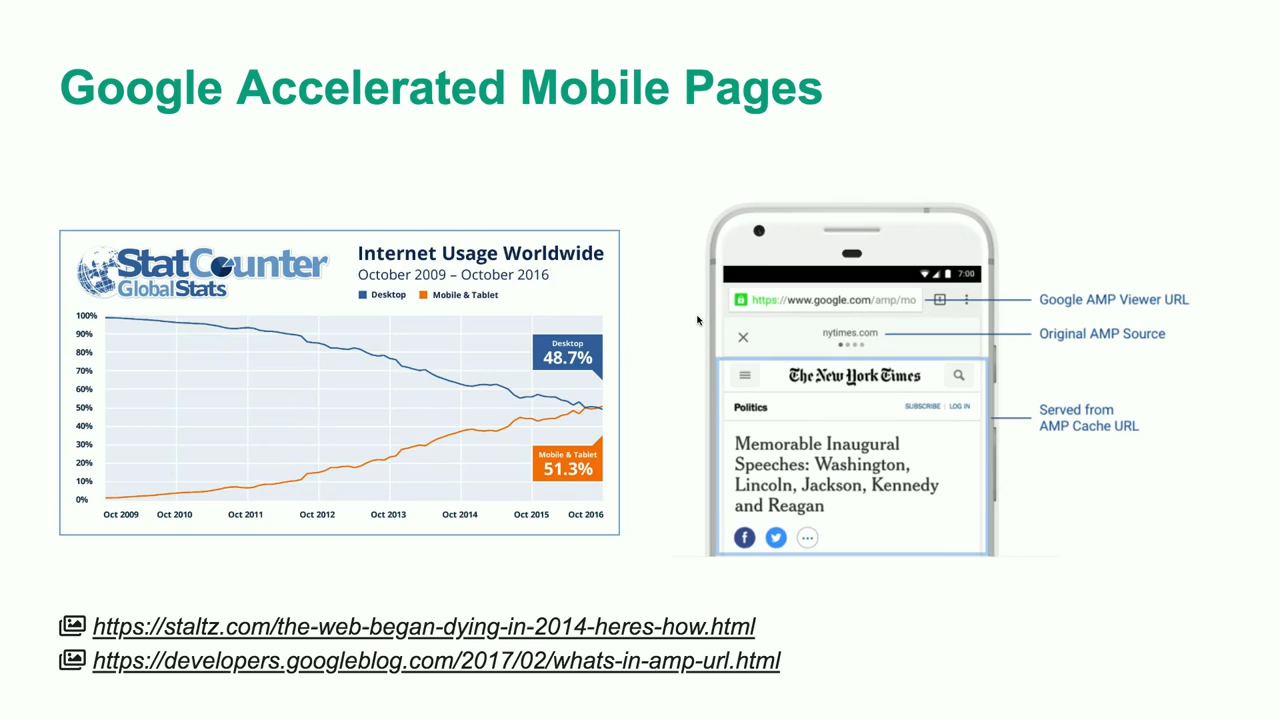 Google Accelerated Mobile Pages
StatCounter
GlobalStats
Internet Usage Worldwide
October 2009 – October 2016
Desktop
Mobile & Tablet
100%
90%
80%
70%
60%
50%
40%
30%
20%
10%
0%
Desktop
48.7%
Mobile & Tablet
51.3%
Oct 2009
Oct 2010
Oct 2011
Oct 2012
Oct 2013
Oct 2014
Oct 2015
Oct 2016
7:00
https://www.google.com/amp/mo
nytimes.com
The New York Times
Politics
SUBSCRIBE | LOG IN
Memorable Inaugural
Speeches: Washington,
Lincoln, Jackson, Kennedy
and Reagan
Google AMP Viewer URL
Original AMP Source
Served from
AMP Cache URL
https://staltz.com/the-web-began-dying-in-2014-heres-how.html
https://developers.googleblog.com/2017/02/whats-in-amp-url.html